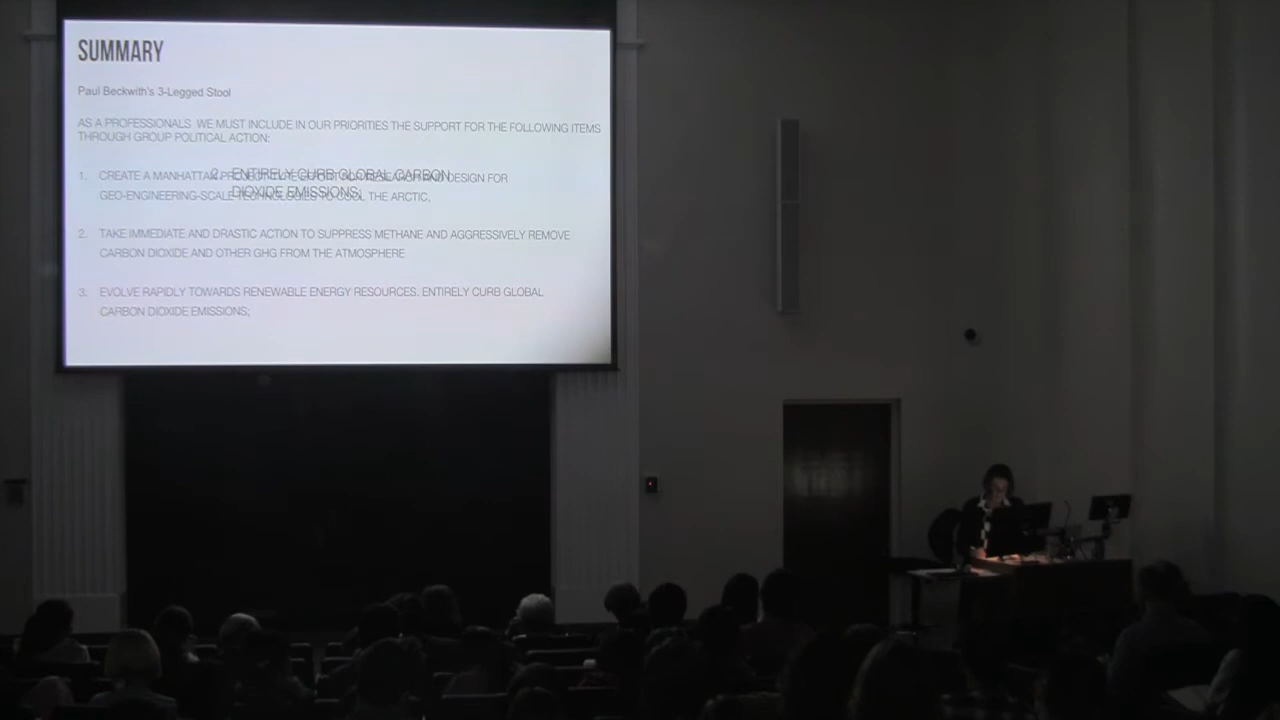 SUMMARY
Paul Beckwith's 3-Legged Stool
AS A PROFESSIONALS WE MUST INCLUDE IN OUR PRIORITIES THE SUPPORT FOR THE FOLLOWING ITEMS
THROUGH GROUP POLITICAL ACTION:
1. CREATE A MANHATTAN DESIGN FOR
2. ENTIRELY CURB GLOBAL CARBON
DIOXIDE EMISSIONS;
GEO-ENGINEERING-SCALE TECHNOLOGIES TO COOL THE ARCTIC,
2. TAKE IMMEDIATE AND DRASTIC ACTION TO SUPPRESS METHANE AND AGGRESSIVELY REMOVE
CARBON DIOXIDE AND OTHER GHG FROM THE ATMOSPHERE
3. EVOLVE RAPIDLY TOWARDS RENEWABLE ENERGY RESOURCES. ENTIRELY CURB GLOBAL
CARBON DIOXIDE EMISSIONS;